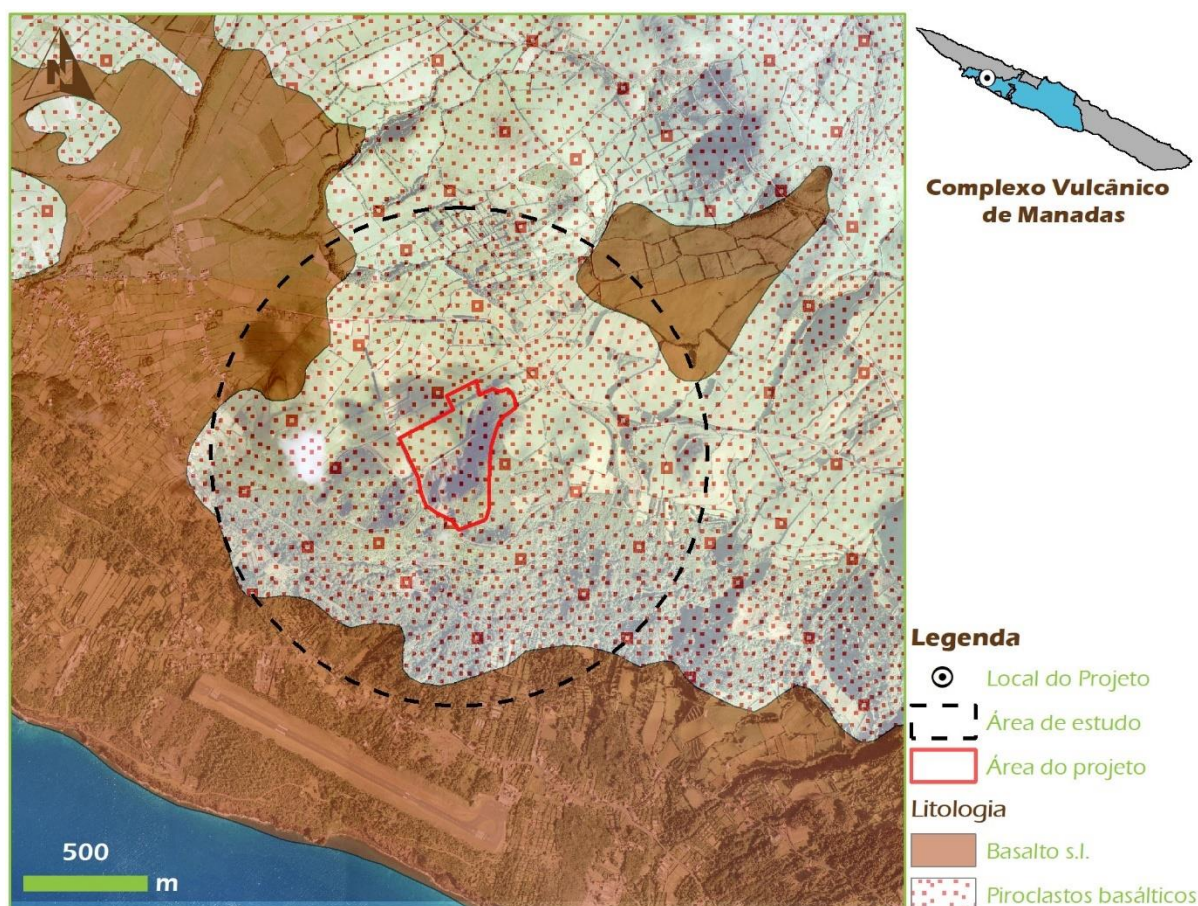 N
Complexo Vulcânico
de Manadas
Legenda
Local do Projeto
Área de estudo
Área do projeto
Litologia
Basalto s.l.
Piroclastos basálticos
500
m